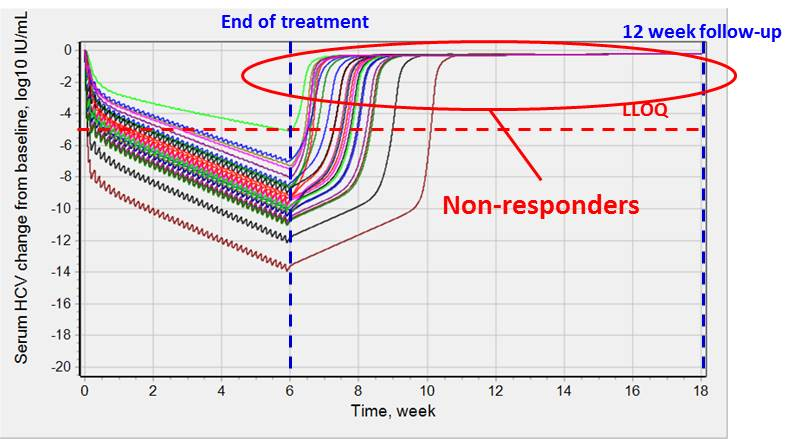 End of treatment
12 week follow-up
Serum HCV change from baseline, log10 IU/mL
0
-2
-4
-6
-8
-10
-12
-14
-16
-18
-20
LLOQ
Non-responders
0 2 4 6 8 10 12 14 16 18
Time, week